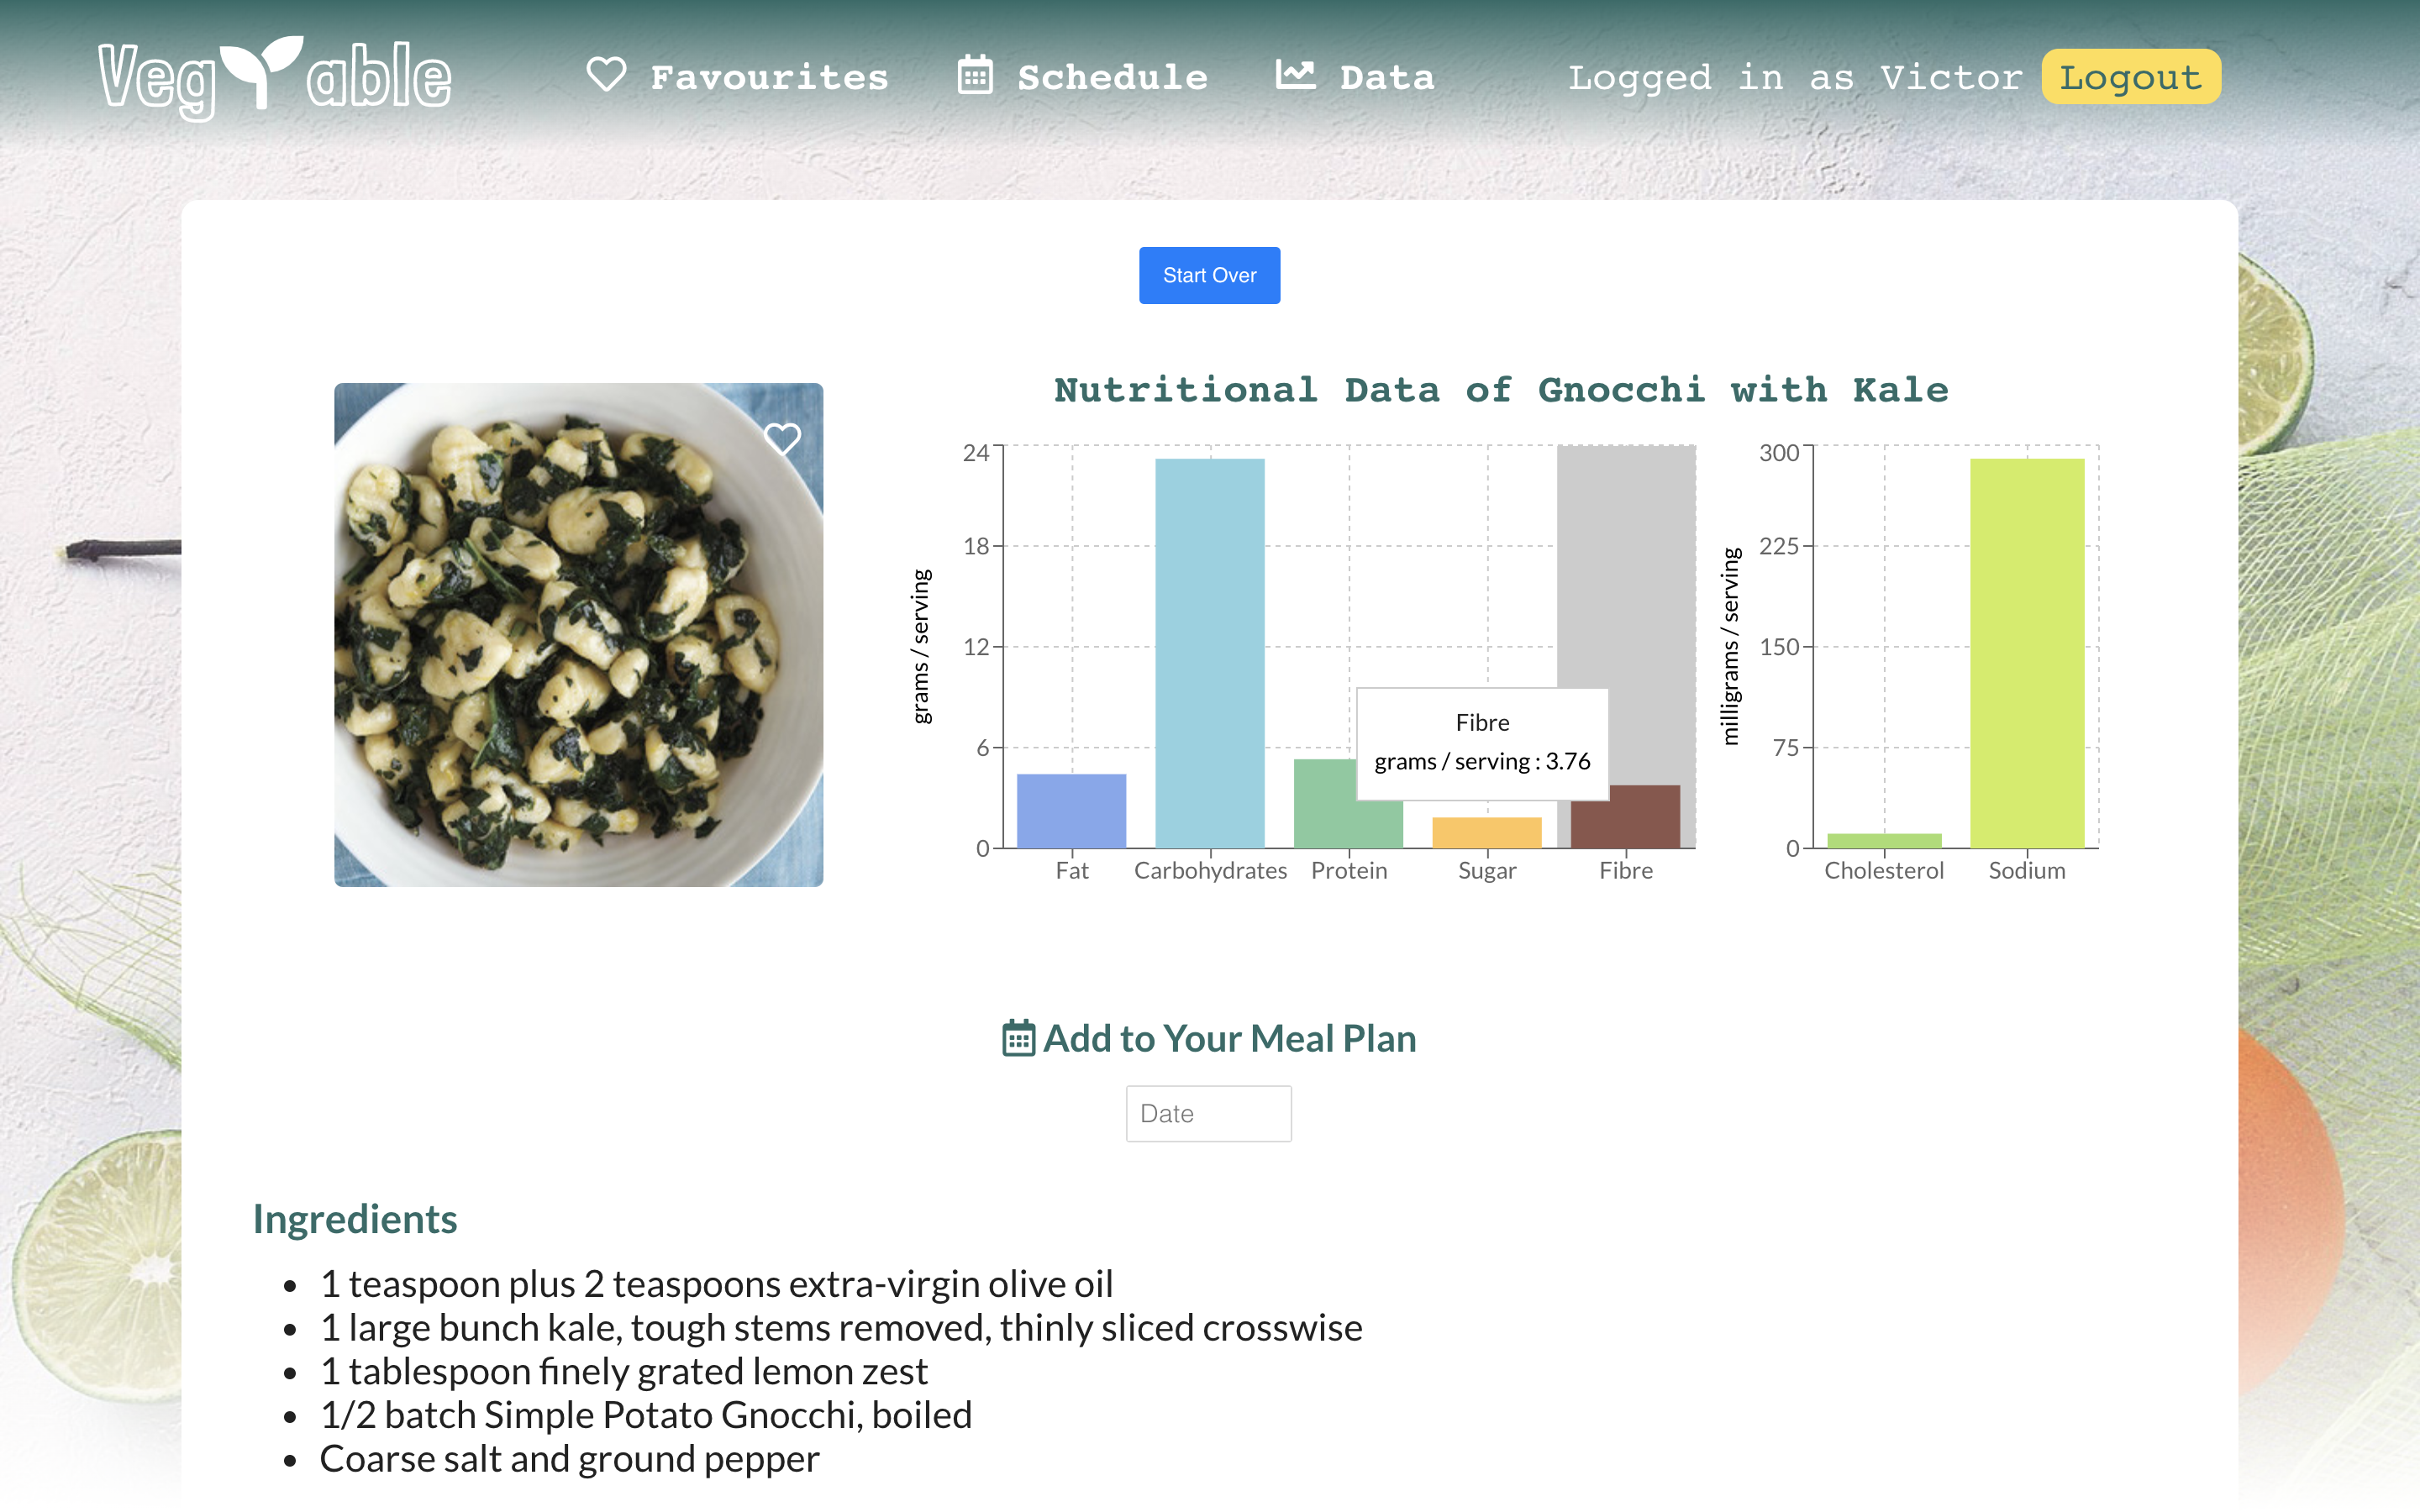 Veg able
Favourites
Schedule
Data
Logged in as Victor
Logout
Start Over
Nutritional Data of Gnocchi with Kale
grams / serving
24
18
12
6
0
Fat
Carbohydrates
Protein
Sugar
Fibre
Fibre
grams / serving : 3.76
milligrams / serving
300
225
150
75
0
Cholesterol
Sodium
Add to Your Meal Plan
Date
Ingredients
1 teaspoon plus 2 teaspoons extra-virgin olive oil
1 large bunch kale, tough stems removed, thinly sliced crosswise
1 tablespoon finely grated lemon zest
1/2 batch Simple Potato Gnocchi, boiled
Coarse salt and ground pepper